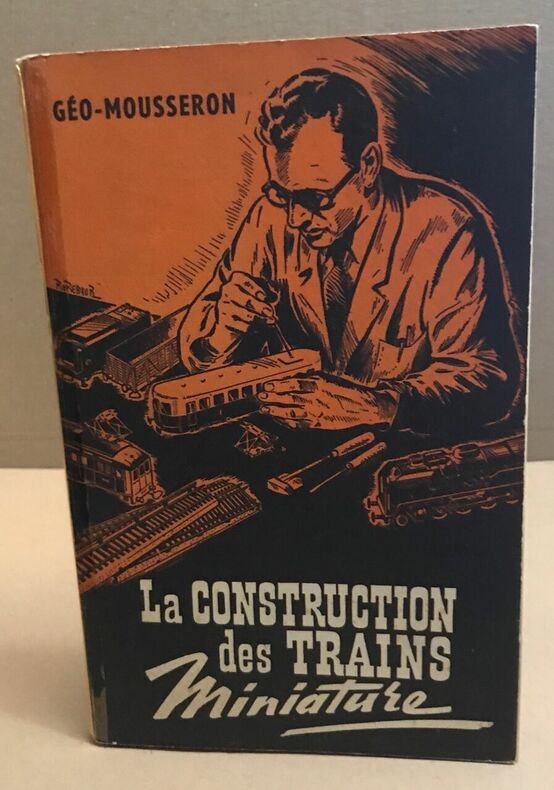 GÉO-MOUSSERON
La CONSTRUCTION
des TRAINS
Miniature